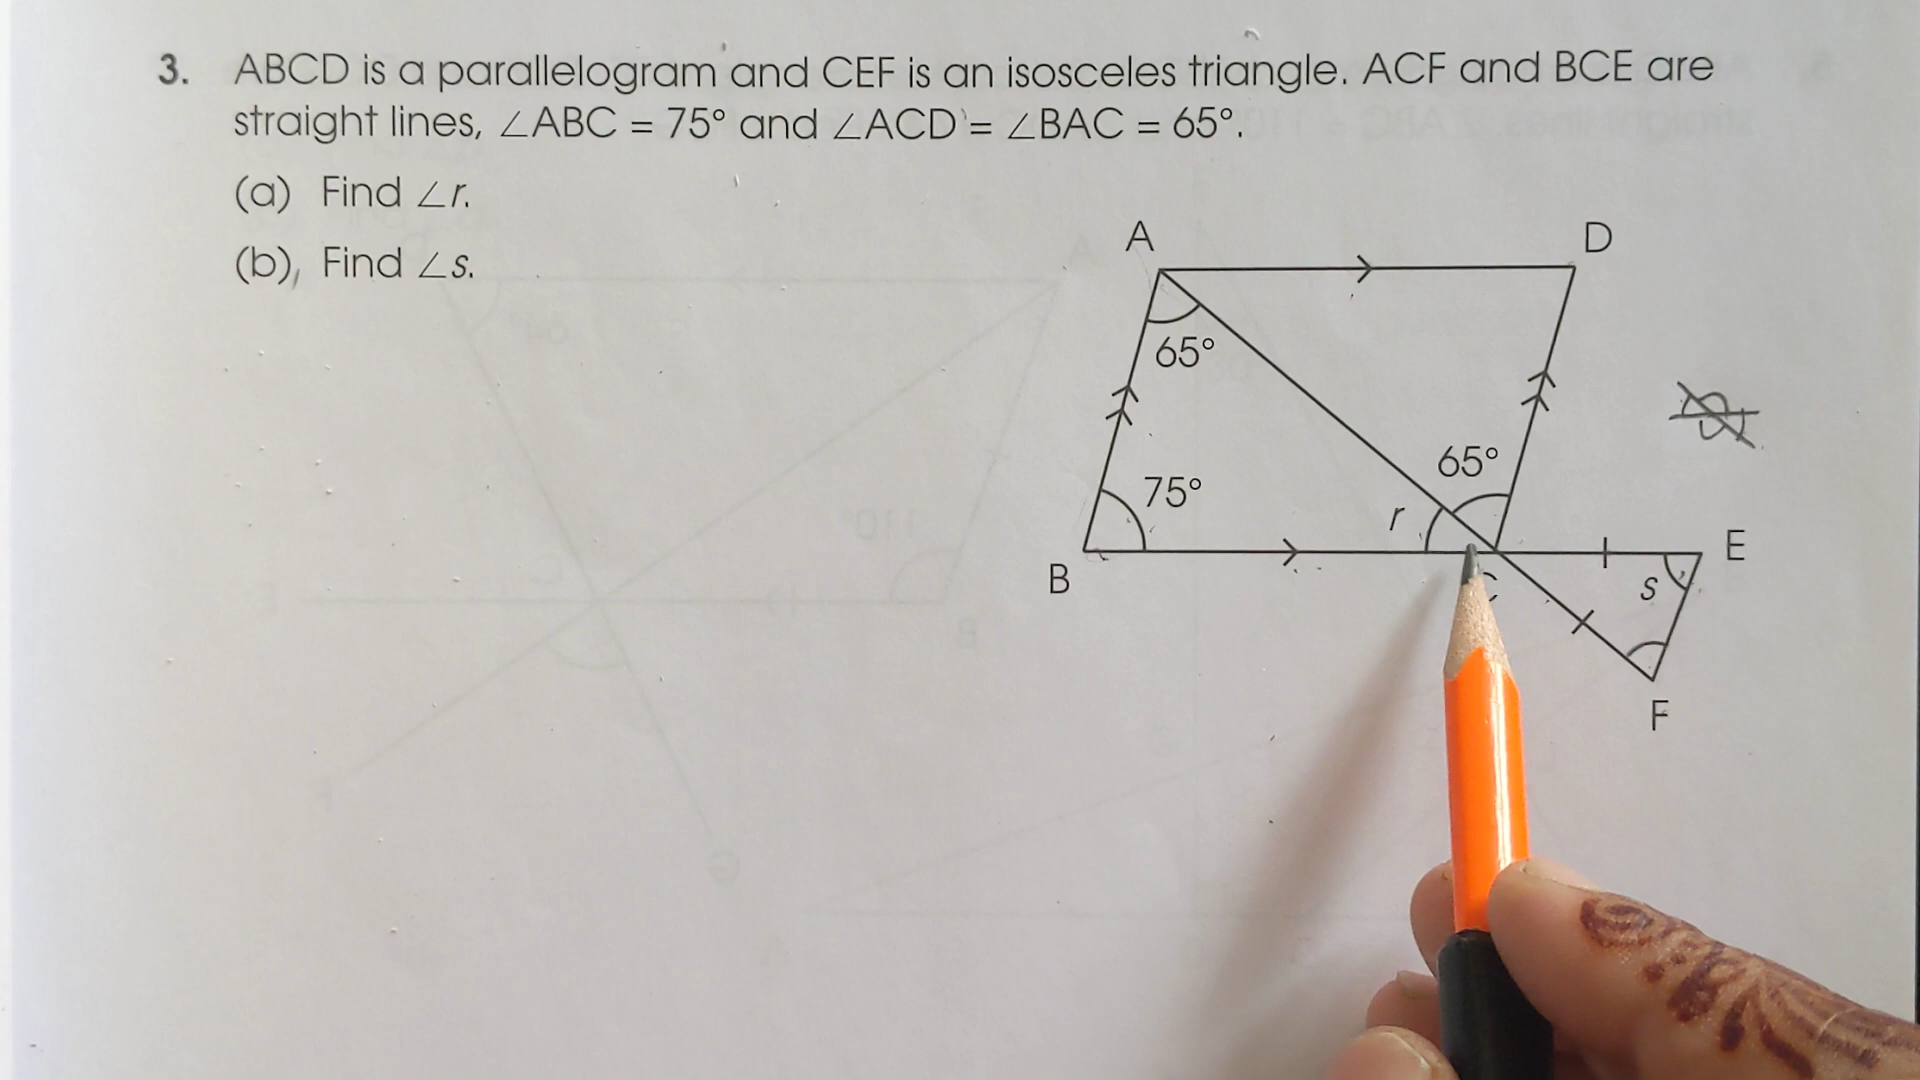 3. ABCD is a parallelogram and CEF is an isosceles triangle. ACF and BCE are
straight lines, ∠ABC = 75° and ∠ACD = ∠BAC = 65°.
(a) Find ∠r.
(b) Find ∠s.
A
D
65°
65°
75°
r
E
B
C
s
F